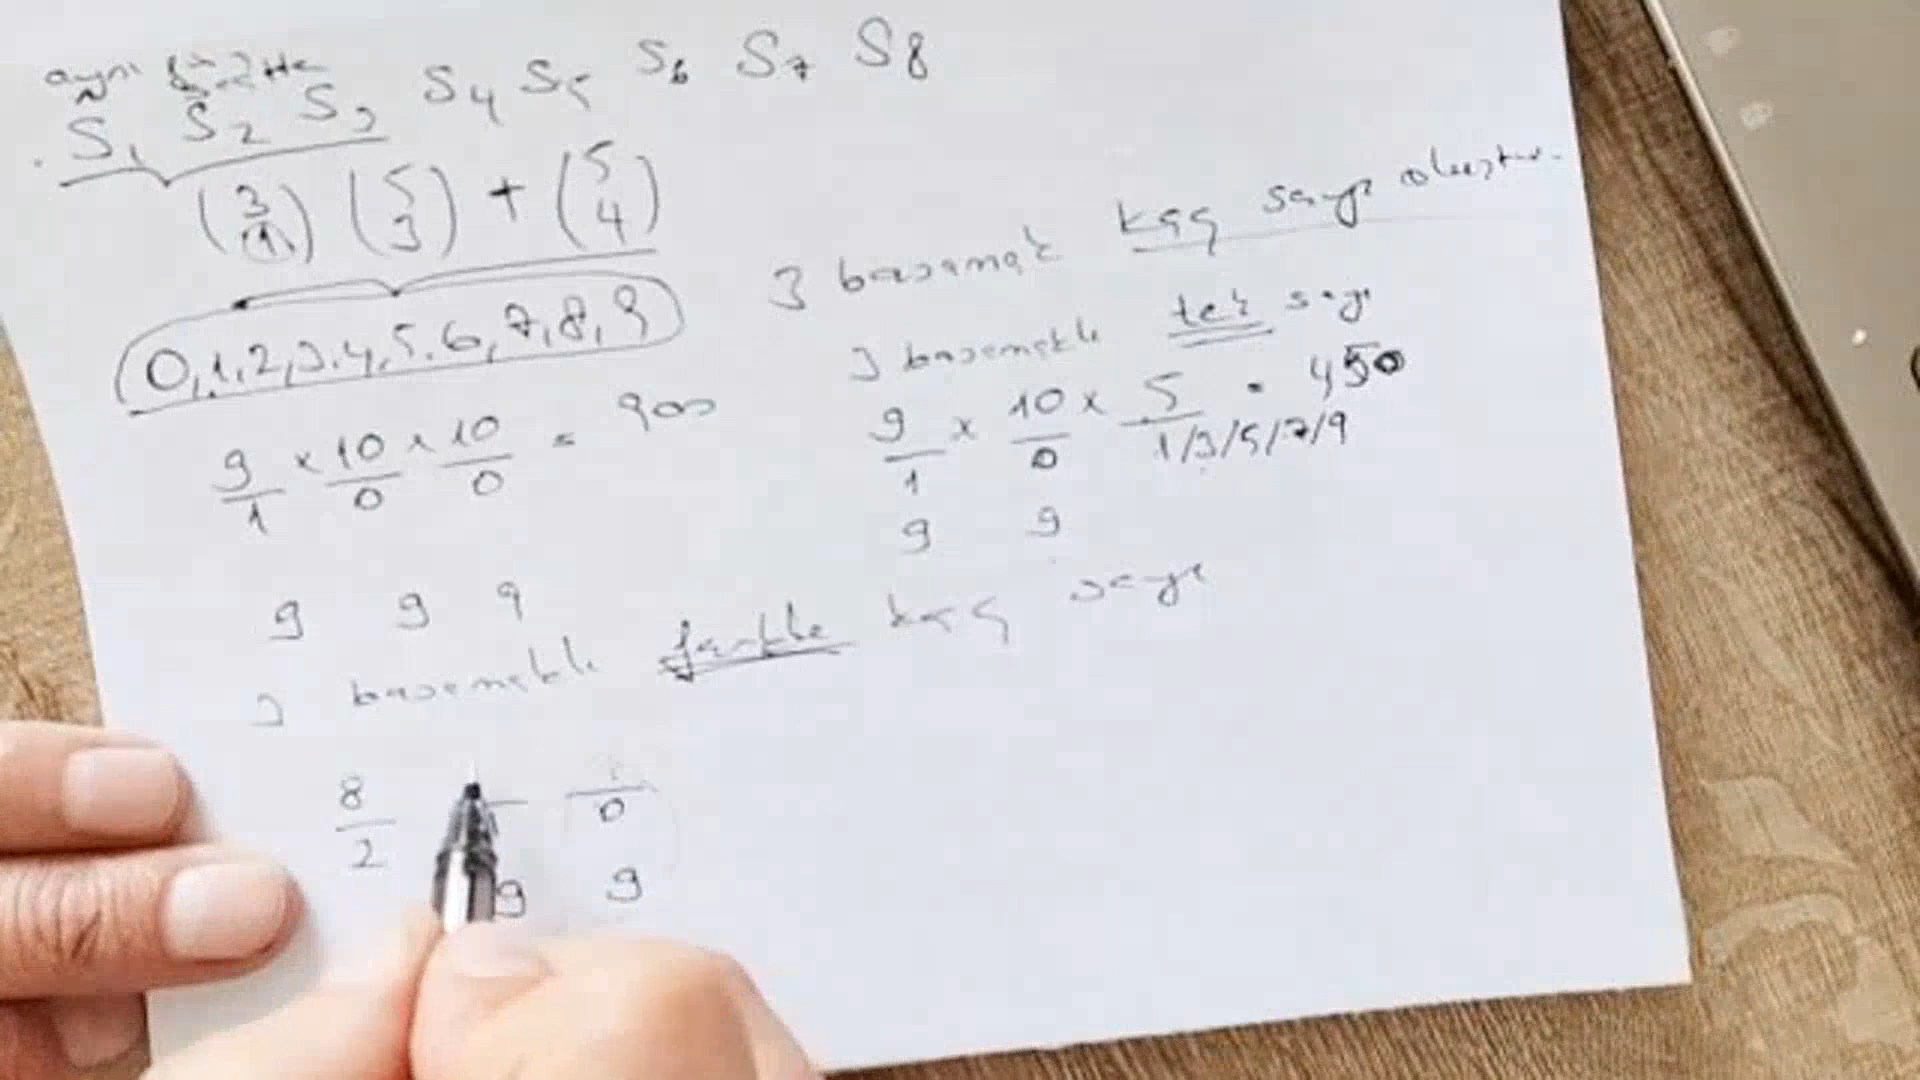 aynı saatte
S1 S2 S3 S4 S5 S6 S7 S8
(3 1) (5 3) + (5 4)
0,1,2,3,4,5,6,7,8,9
9/1 x 10/0 x 10/0 = 900
9 9 9
3 basamak kaç sayı oluştur.
3 basamaklı tek sayı
9/1 x 10/0 x 5 = 450
1/3/5/7/9
9 9
3 basamaklı farklı kaç sayı
8/2 0
9 9